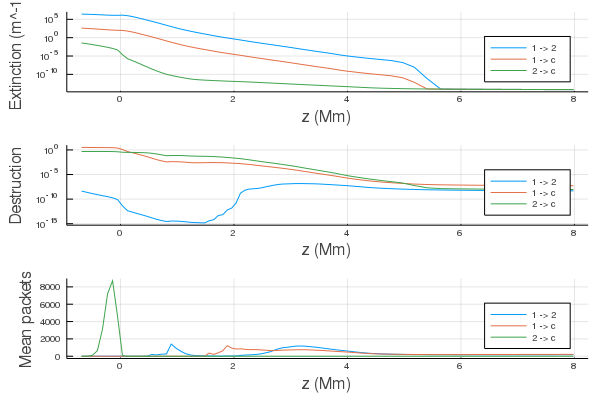 Extinction (m^-1
10^5
10^0
10^-5
10^-10
1 -> 2
1 -> c
2 -> c
0 2 4 6 8
z (Mm)
Destruction
10^0
10^-5
10^-10
10^-15
1 -> 2
1 -> c
2 -> c
0 2 4 6 8
z (Mm)
Mean packets
8000
6000
4000
2000
0
1 -> 2
1 -> c
2 -> c
0 2 4 6 8
z (Mm)